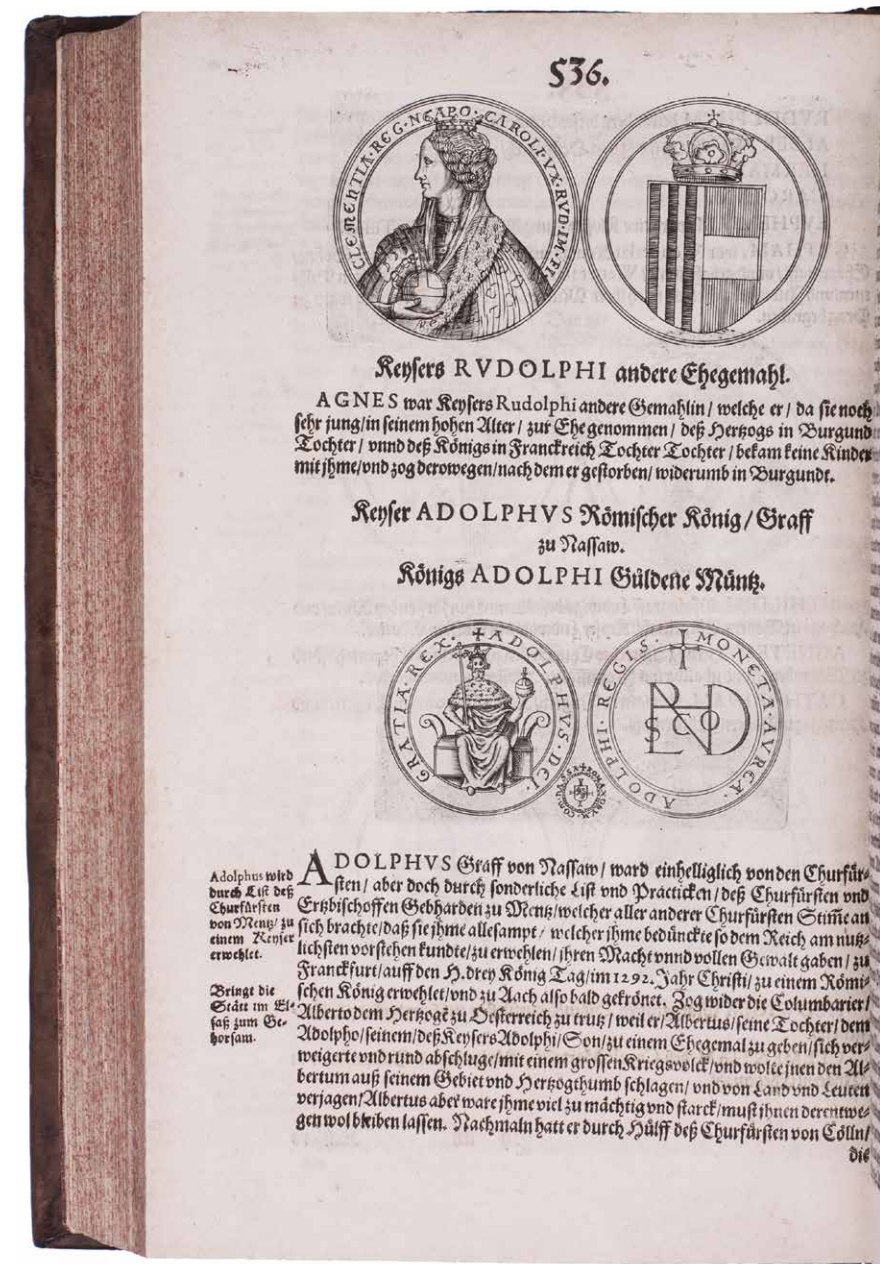 536.
CLEMENTIA·REG·NEAPO·CAROLI·VX·RVD·IM·FI·
Keysers RVDOLPHI andere Ehegemahl.
AGNES war Keysers Rudolphi andere Gemahlin / welche er / da sie noch
sehr jung / in seinem hohen Alter / zur Ehe genommen / deß Hertzogs in Burgund
Tochter / vnnd deß Königs in Franckreich Tochter Tochter / bekam keine Kinder
mit jhme / vnd zog derowegen / nach dem er gestorben / widerumb in Burgundt.
Keyser ADOLPHVS Römischer König / Graff
zu Nassaw.
Königs ADOLPHI Güldene Müntz.
✝ADOLPHVS·DEI·GRATIA·REX·
MONETA·AVREA·ADOLPHI·REGIS·
Adolphus wird
durch List deß
Churfürsten
von Mentz / zu
einem Keyser
erwehlet.
Bringt die
Stätt im El-
saß zum Ge-
horsam.
ADOLPHVS Graff von Nassaw / ward einhelliglich von den Churfür-
sten / aber doch durch sonderliche List vnd Practicken / deß Churfürsten vnd
Ertzbischoffen Gebharden zu Mentz / welcher aller anderer Churfürsten Stim̃e an
sich brachte / daß sie jhme allesampt / welcher jhme bedünckte so dem Reich am nutz-
lichsten vorstehen kundte / zu erwehlen / jhren Macht vnnd vollen Gewalt gaben / zu
Franckfurt / auff den H. drey König Tag / im 1292. Jahr Christi / zu einem Römi-
schen König erwehlet / vnd zu Aach also bald gekrönet. Zog wider die Columbarier /
Alberto dem Hertzogẽ zu Oesterreich zu trutz / weil er / Albertus / seine Tochter / dem
Adolpho / seinem / deß Keysers Adolphi / Son / zu einem Ehegemal zu geben / sich ver-
weigerte vnd rund abschluge / mit einem grossen Kriegsvolck / vnd wolte jnen den Al-
bertum auß seinem Gebiet vnd Hertzogthumb schlagen / vnd von Land vnd Leuten
verjagen / Albertus aber ware jhme viel zu mächtig vnd starck / must jhnen derentwe-
gen wol bleiben lassen. Nachmaln hatt er durch Hülff deß Churfürsten von Cölln /
die